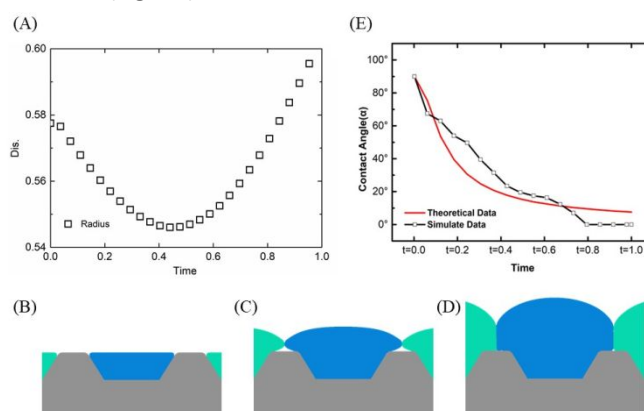 (A)
(E)
0.60
0.58
0.56
0.54
Dis.
Radius
0.0 0.2 0.4 0.6 0.8 1.0
Time
100°
80°
60°
40°
20°
0°
Contact Angle(α)
Theoretical Data
Simulate Data
t=0.0 t=0.2 t=0.4 t=0.6 t=0.8 t=1.0
Time
(B)
(C)
(D)